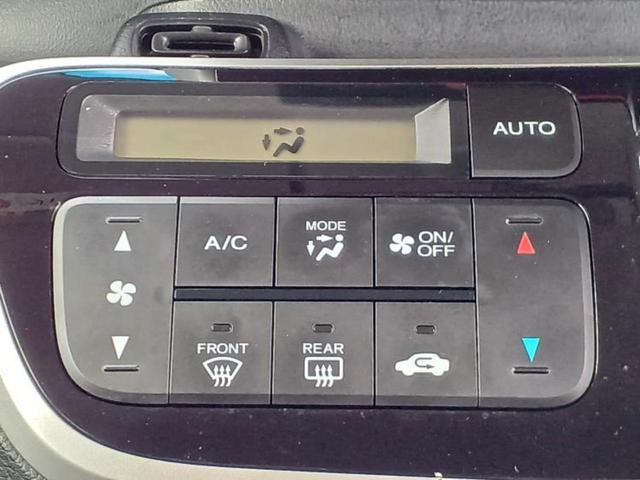 AUTO
A/C
MODE
ON/
OFF
FRONT
REAR